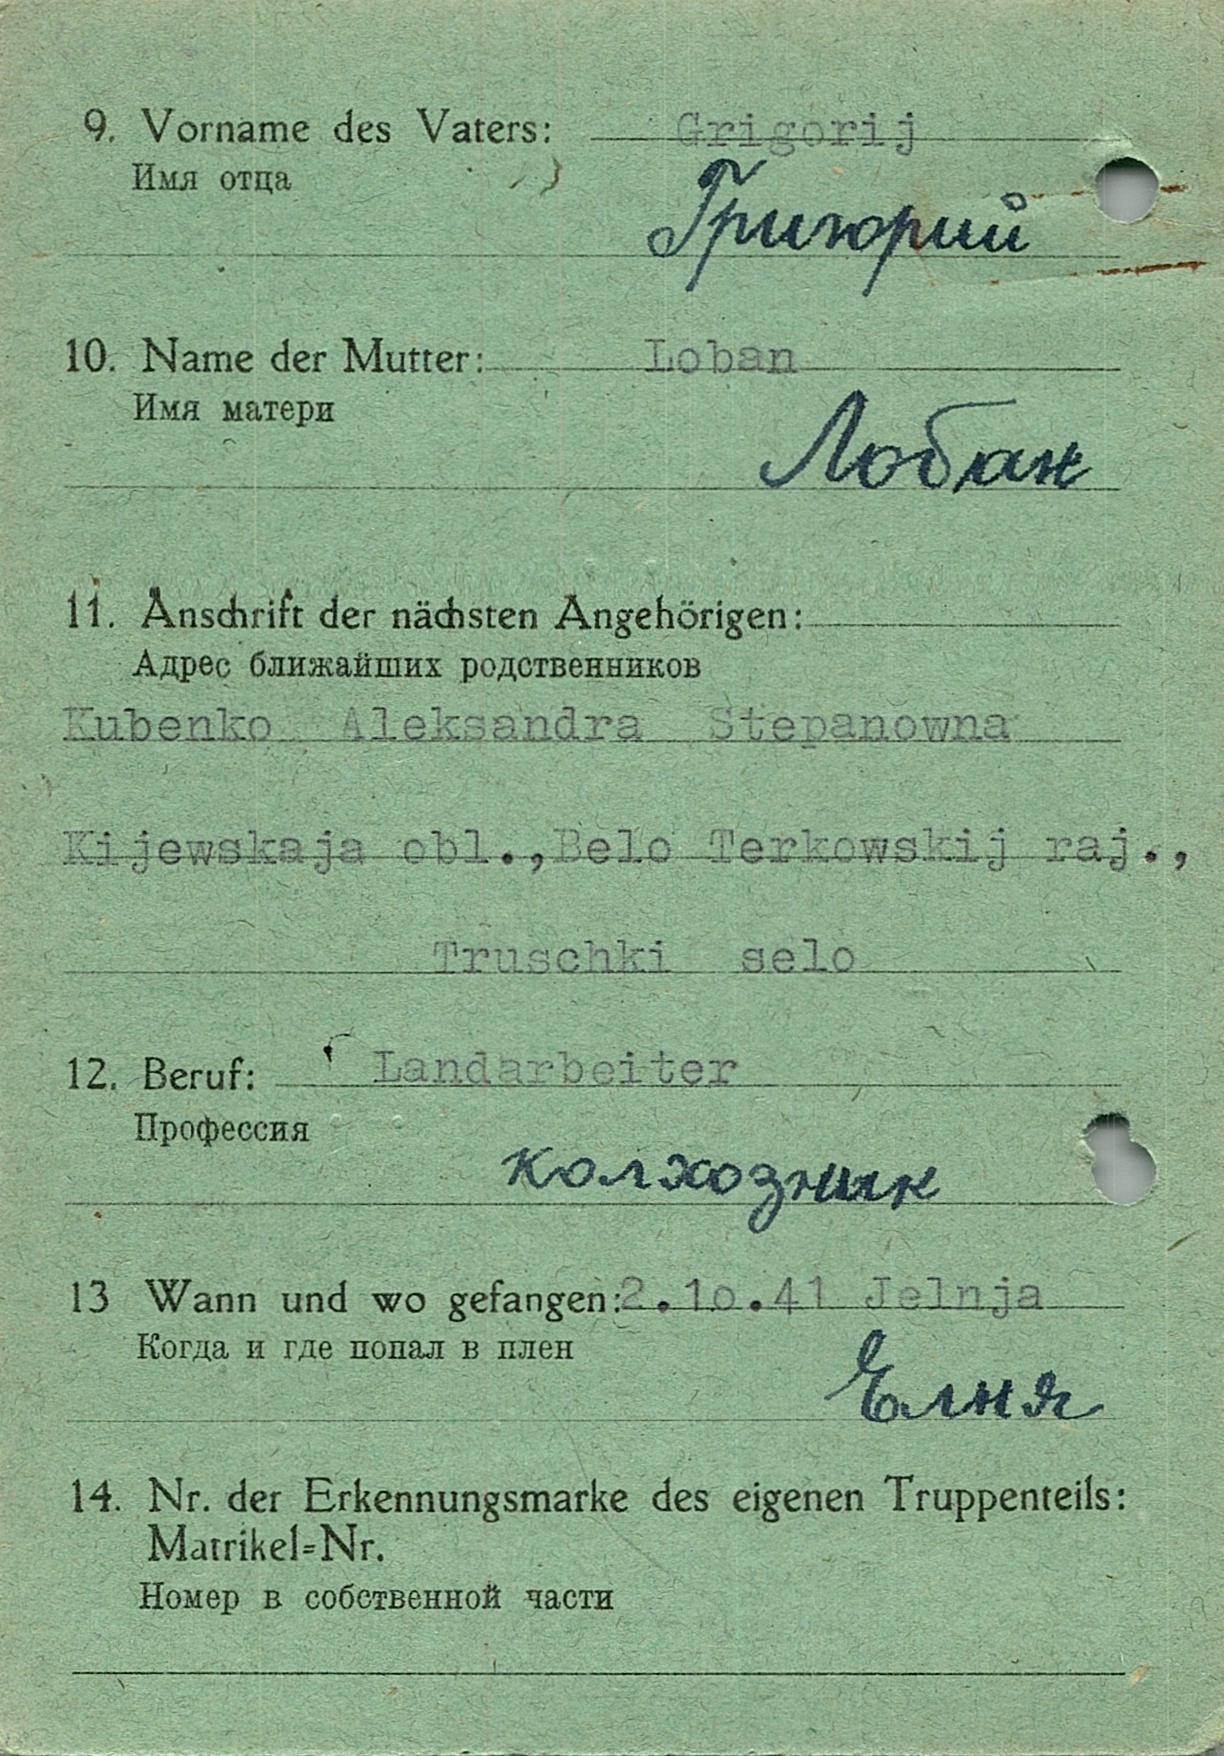 9. Vorname des Vaters: Grigorij
Имя отца
Григорий
10. Name der Mutter: Loban
Имя матери
Лобан
11. Anschrift der nächsten Angehörigen:
Адрес ближайших родственников
Kubenko Aleksandra Stepanowna
Kijewskaja obl.,Belo Terkowskij raj.,
Truschki selo
12. Beruf: Landarbeiter
Профессия
колхозник
13 Wann und wo gefangen: 2.10.41 Jelnja
Когда и где попал в плен
Елня
14. Nr. der Erkennungsmarke des eigenen Truppenteils:
Matrikel=Nr.
Номер в собственной части